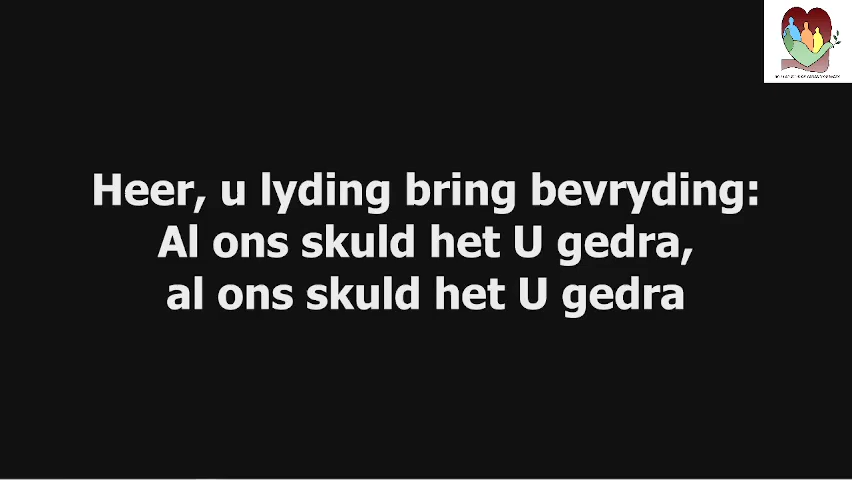 Heer, u lyding bring bevryding:
Al ons skuld het U gedra,
al ons skuld het U gedra